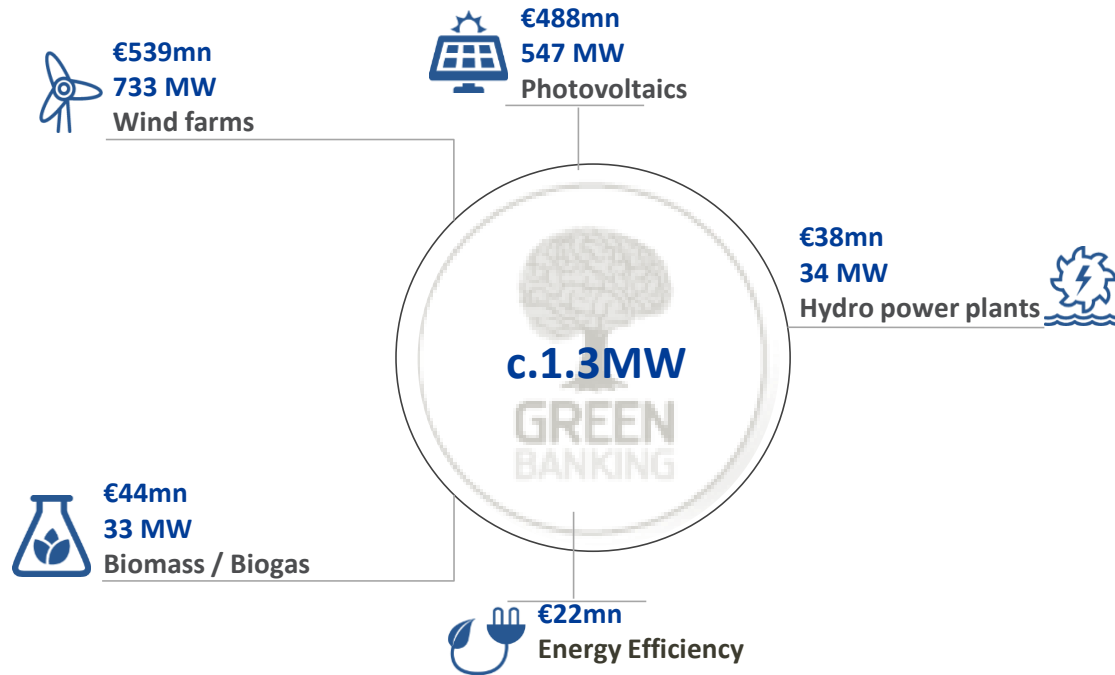 €539mn
733 MW
Wind farms
€488mn
547 MW
Photovoltaics
€38mn
34 MW
Hydro power plants
c.1.3MW
GREEN
BANKING
€44mn
33 MW
Biomass / Biogas
€22mn
Energy Efficiency